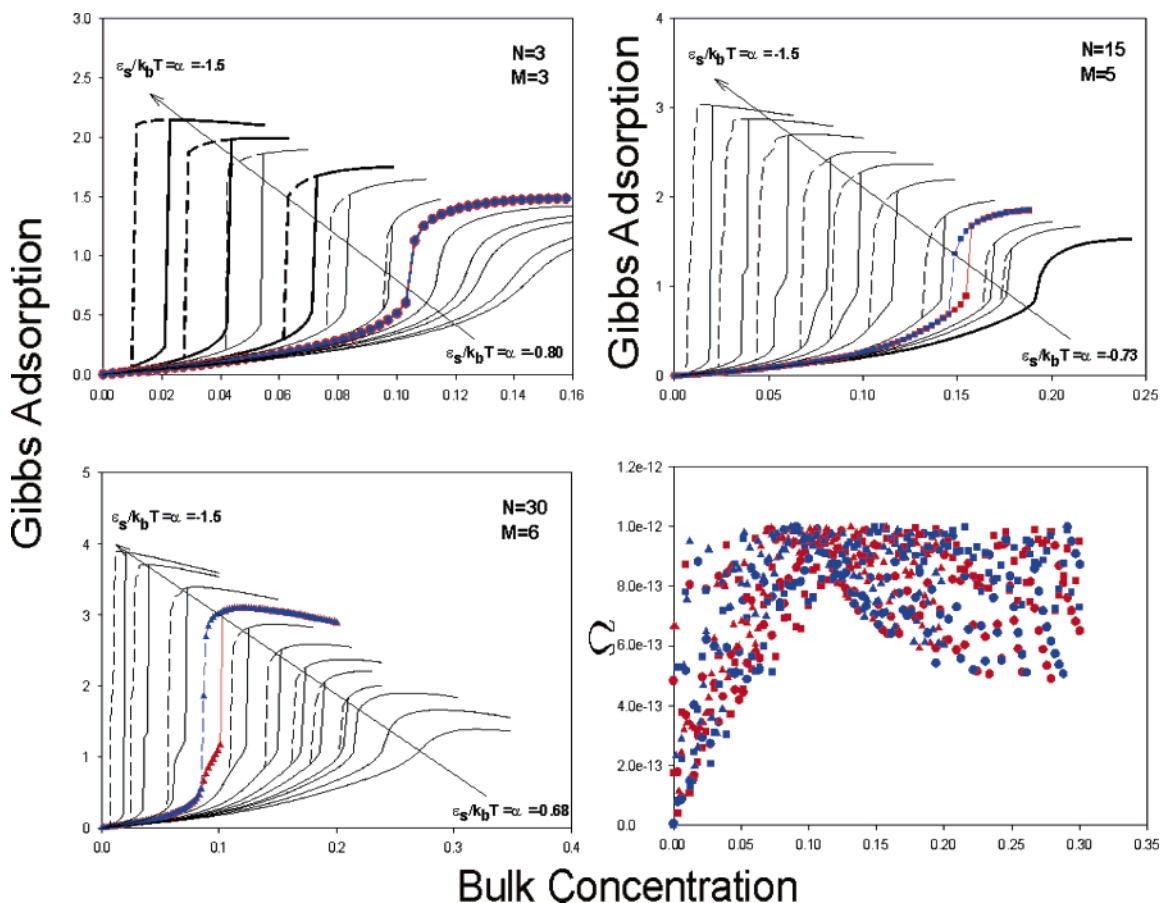 Gibbs Adsorption
3.0
2.5
2.0
1.5
1.0
0.5
0.0
0.00 0.02 0.04 0.06 0.08 0.10 0.12 0.14 0.16
εs/kbT=α =-1.5
N=3
M=3
εs/kbT=α =-0.80
Gibbs Adsorption
4
3
2
1
0
0.00 0.05 0.10 0.15 0.20 0.25
εs/kbT=α =-1.5
N=15
M=5
εs/kbT=α =-0.73
5
4
3
2
1
0
0.0 0.1 0.2 0.3 0.4
εs/kbT=α =-1.5
N=30
M=6
εs/kbT=α =-0.68
Ω
1.2e-12
1.0e-12
8.0e-13
6.0e-13
4.0e-13
2.0e-13
0.0
0.00 0.05 0.10 0.15 0.20 0.25 0.30 0.35
Bulk Concentration